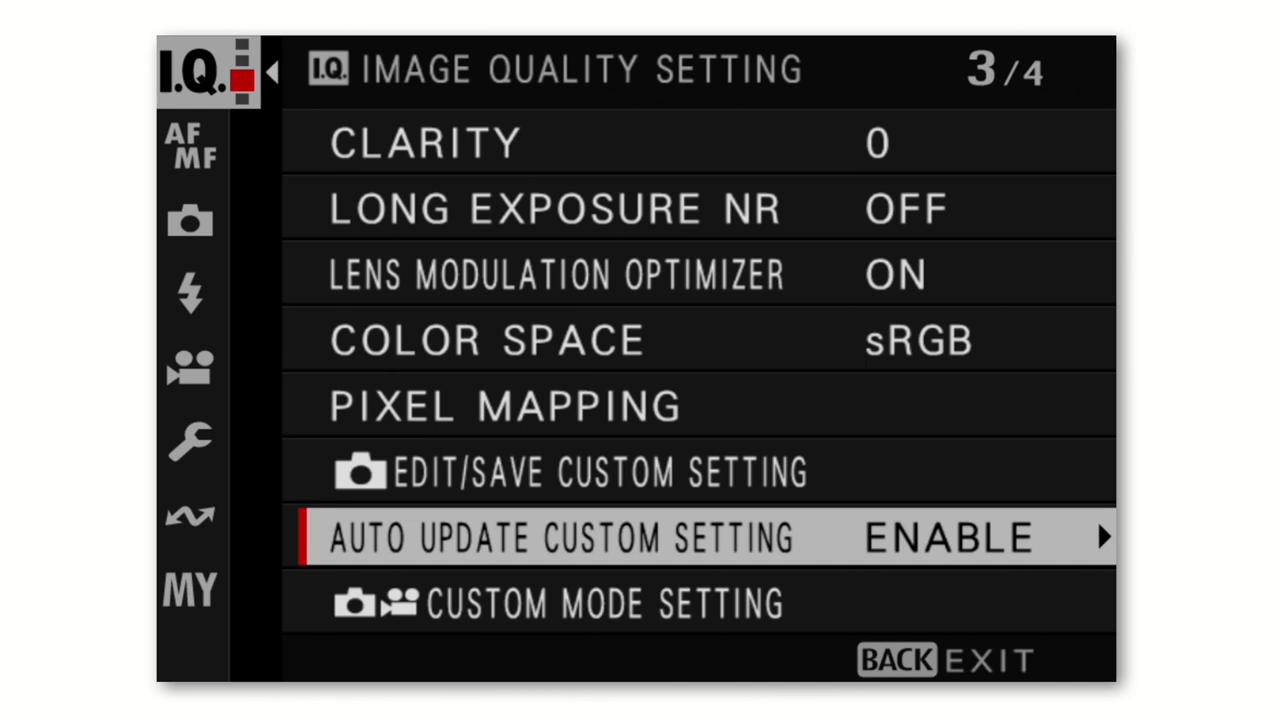 I.Q. IMAGE QUALITY SETTING 3/4
I.Q.
AF
MF
MY
CLARITY 0
LONG EXPOSURE NR OFF
LENS MODULATION OPTIMIZER ON
COLOR SPACE sRGB
PIXEL MAPPING
EDIT/SAVE CUSTOM SETTING
AUTO UPDATE CUSTOM SETTING ENABLE
CUSTOM MODE SETTING
BACK EXIT